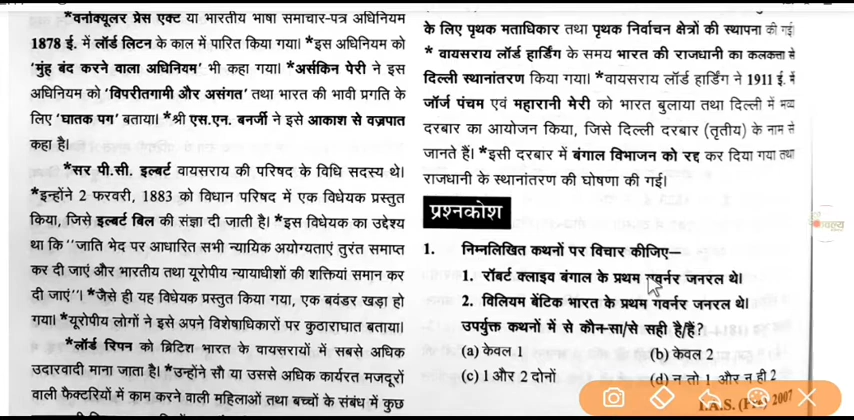 *वर्नाक्यूलर प्रेस एक्ट या भारतीय भाषा समाचार-पत्र अधिनियम
1878 ई. में लॉर्ड लिटन के काल में पारित किया गया। *इस अधिनियम को
'मुंह बंद करने वाला अधिनियम' भी कहा गया। *अर्सकिन पेरी ने इस
अधिनियम को 'विपरीतगामी और असंगत' तथा भारत की भावी प्रगति के
लिए 'घातक पग' बताया। *श्री एस.एन. बनर्जी ने इसे आकाश से वज्रपात
कहा है।
*सर पी.सी. इल्बर्ट वायसराय की परिषद के विधि सदस्य थे।
*इन्होंने 2 फरवरी, 1883 को विधान परिषद में एक विधेयक प्रस्तुत
किया, जिसे इल्बर्ट बिल की संज्ञा दी जाती है। *इस विधेयक का उद्देश्य
था कि "जाति भेद पर आधारित सभी न्यायिक अयोग्यताएं तुरंत समाप्त
कर दी जाएं और भारतीय तथा यूरोपीय न्यायाधीशों की शक्तियां समान कर
दी जाएं"। *जैसे ही यह विधेयक प्रस्तुत किया गया, एक बवंडर खड़ा हो
गया। *यूरोपीय लोगों ने इसे अपने विशेषाधिकारों पर कुठाराघात बताया।
*लॉर्ड रिपन को ब्रिटिश भारत के वायसरायों में सबसे अधिक
उदारवादी माना जाता है। *उन्होंने सौ या उससे अधिक कार्यरत मजदूरों
वाली फैक्टरियों में काम करने वाली महिलाओं तथा बच्चों के संबंध में कुछ
के लिए पृथक मताधिकार तथा पृथक निर्वाचन क्षेत्रों की स्थापना की गई
* वायसराय लॉर्ड हार्डिंग के समय भारत की राजधानी का कलकत्ता से
दिल्ली स्थानांतरण किया गया। *वायसराय लॉर्ड हार्डिंग ने 1911 ई. में
जॉर्ज पंचम एवं महारानी मेरी को भारत बुलाया तथा दिल्ली में भव्य
दरबार का आयोजन किया, जिसे दिल्ली दरबार (तृतीय) के नाम से
जानते हैं। *इसी दरबार में बंगाल विभाजन को रद्द कर दिया गया तथा
राजधानी के स्थानांतरण की घोषणा की गई।
प्रश्नकोश
1. निम्नलिखित कथनों पर विचार कीजिए—
1. रॉबर्ट क्लाइव बंगाल के प्रथम गवर्नर जनरल थे।
2. विलियम बेंटिक भारत के प्रथम गवर्नर जनरल थे।
उपर्युक्त कथनों में से कौन-सा/से सही है/हैं?
(a) केवल 1 (b) केवल 2
(c) 1 और 2 दोनों (d) न तो 1 और न ही 2
I.A.S. (Pre) 2007